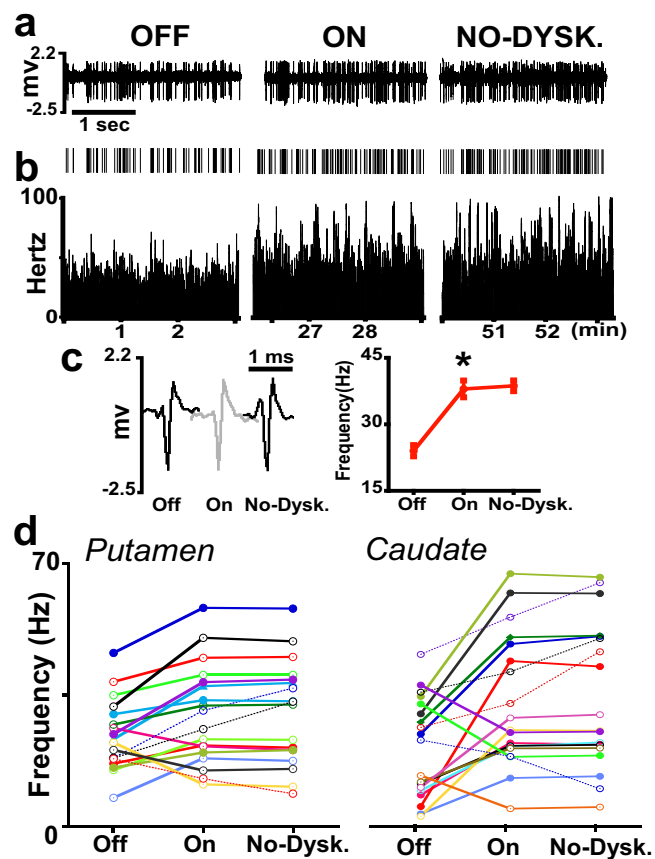 a
OFF ON NO-DYSK.
2.2
mv
-2.5
1 sec
b
100
Hertz
0
1 2 27 28 51 52 (min)
c
2.2
mv
-2.5
1 ms
Off On No-Dysk.
45
*
Frequency(Hz)
30
15
Off On No-Dysk.
d
Putamen Caudate
70
Frequency (Hz)
0
Off On No-Dysk. Off On No-Dysk.